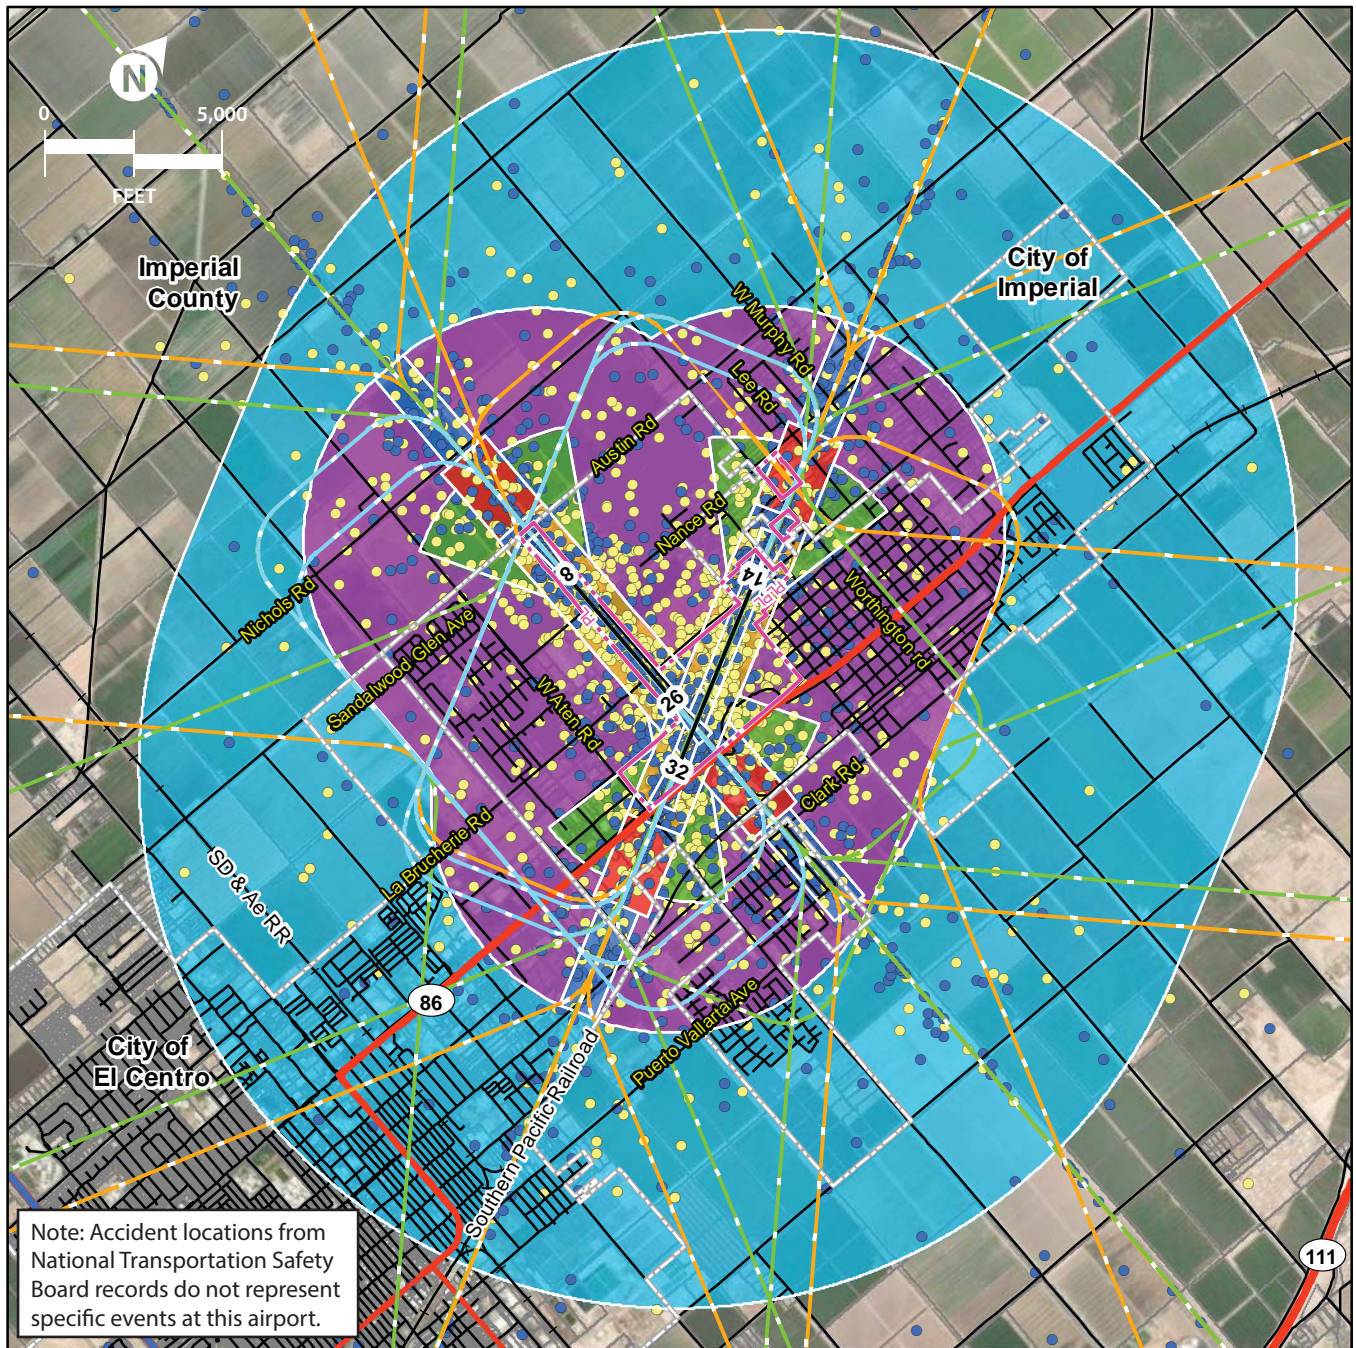 N
0 5,000
FEET
Imperial
County
City of
Imperial
W Murphy Rd
Lee Rd
Austin Rd
Nance Rd
8
14
Worthington rd
Nichols Rd
Sandalwood Glen Ave
W Aten Rd
26
32
Clark Rd
La Brucherie Rd
SD & Ae RR
86
Puerto Vallarta Ave
City of
El Centro
Southern Pacific Railroad
111
Note: Accident locations from
National Transportation Safety
Board records do not represent
specific events at this airport.